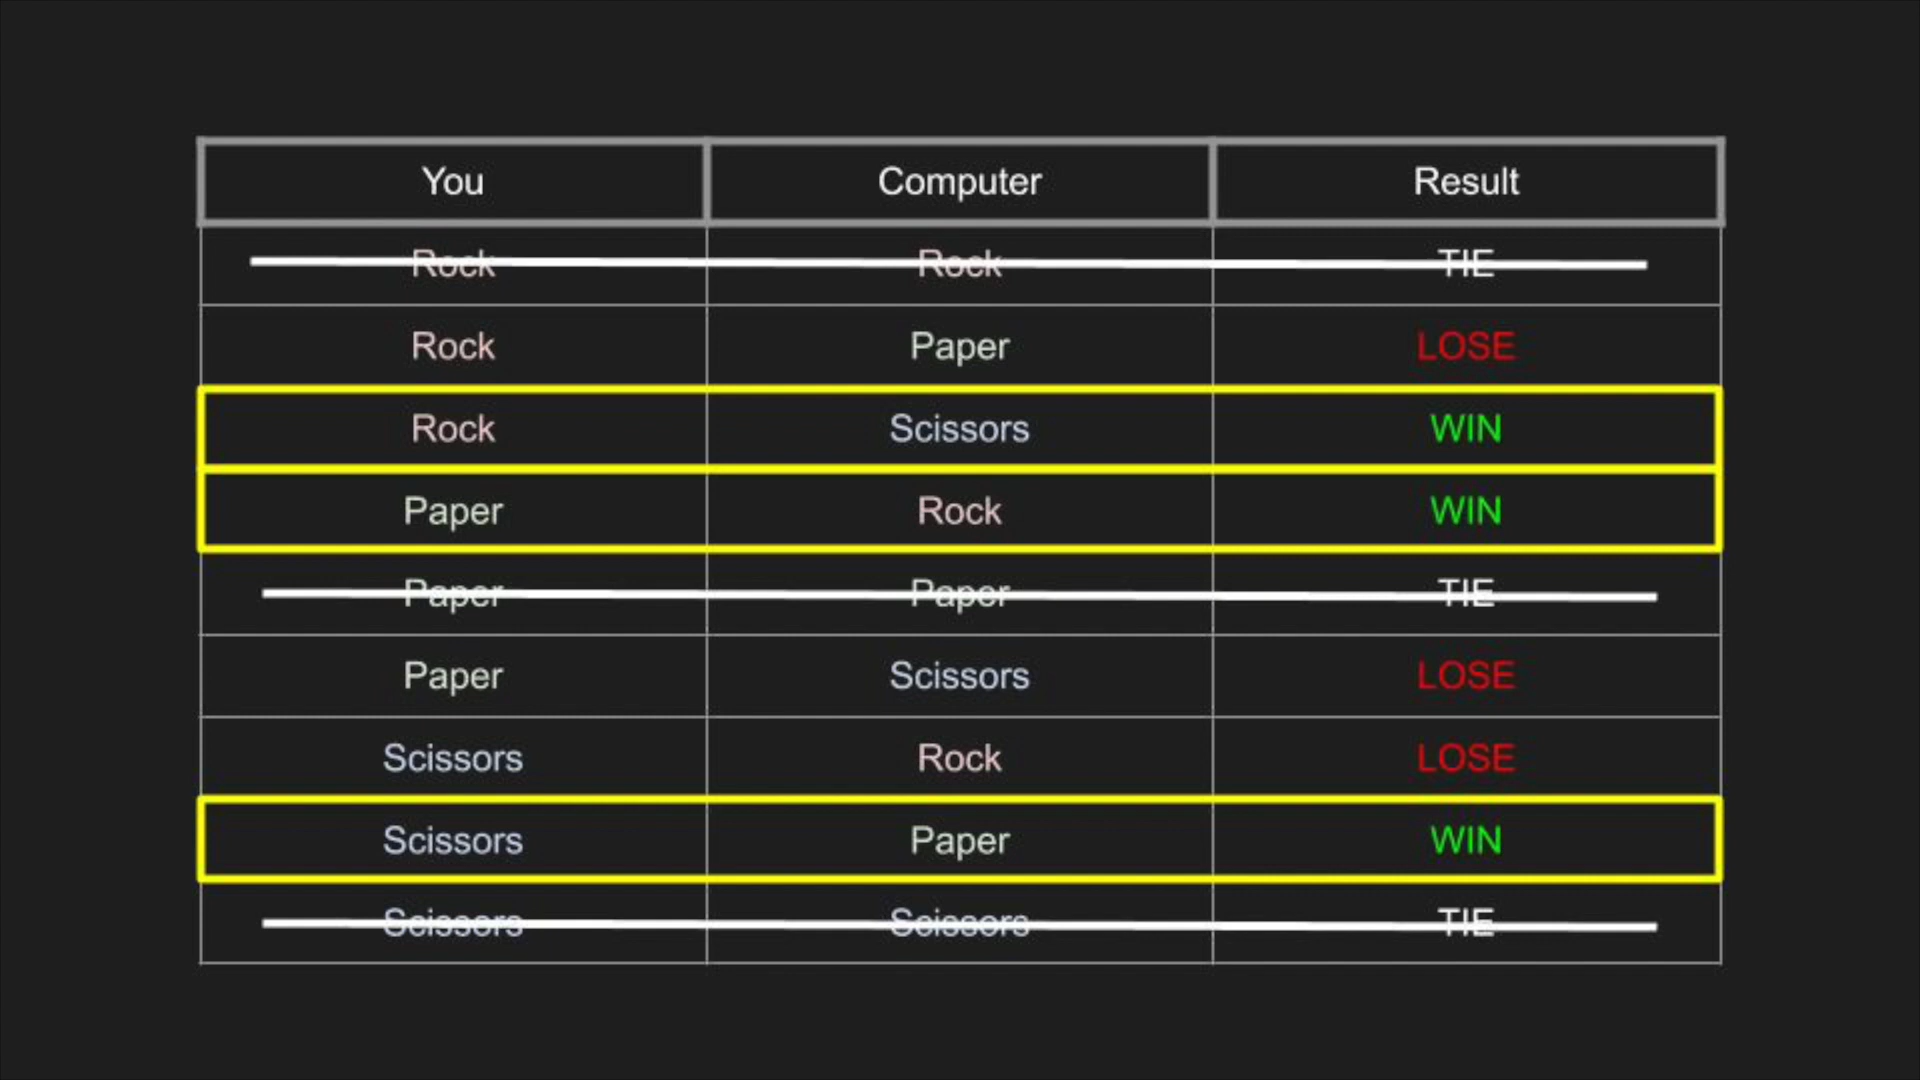 You Computer Result
Rock Rock TIE
Rock Paper LOSE
Rock Scissors WIN
Paper Rock WIN
Paper Paper TIE
Paper Scissors LOSE
Scissors Rock LOSE
Scissors Paper WIN
Scissors Scissors TIE